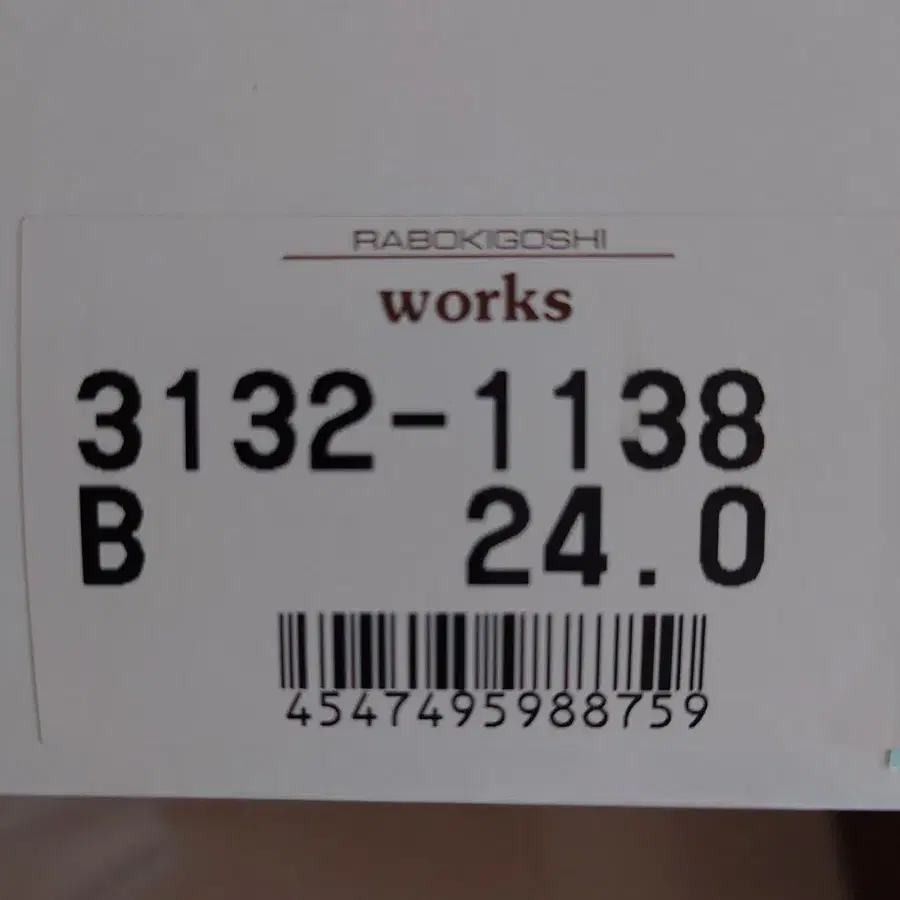 RABOKIGOSHI
works
3132-1138
B 24.0
4547495988759